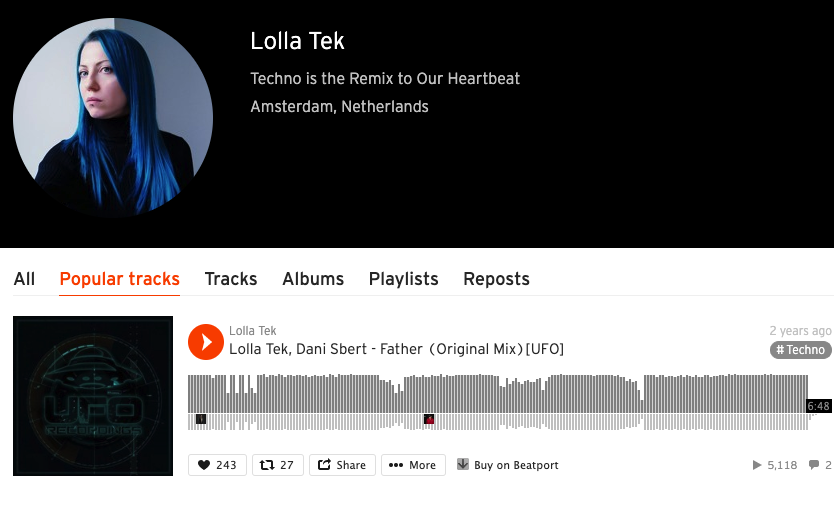 Lolla Tek
Techno is the Remix to Our Heartbeat
Amsterdam, Netherlands
All Popular tracks Tracks Albums Playlists Reposts
Lolla Tek 2 years ago
Lolla Tek, Dani Sbert - Father (Original Mix) [UFO] # Techno
UFO
RECORDINGS
6:48
243 27 Share More Buy on Beatport 5,118 2